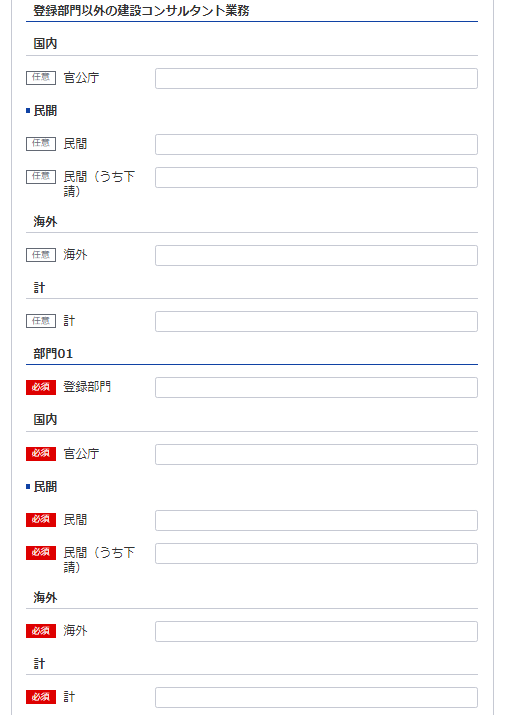 登録部門以外の建設コンサルタント業務
国内
任意 官公庁
民間
任意 民間
任意 民間（うち下
請）
海外
任意 海外
計
任意 計
部門01
必須 登録部門
国内
必須 官公庁
民間
必須 民間
必須 民間（うち下
請）
海外
必須 海外
計
必須 計